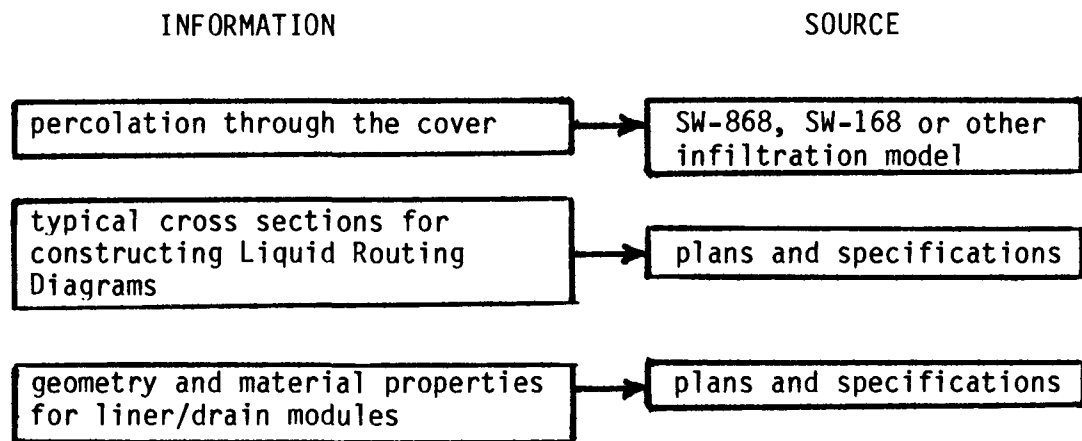 INFORMATION
SOURCE
percolation through the cover
SW-868, SW-168 or other
infiltration model
typical cross sections for
constructing Liquid Routing
Diagrams
plans and specifications
geometry and material properties
for liner/drain modules
plans and specifications